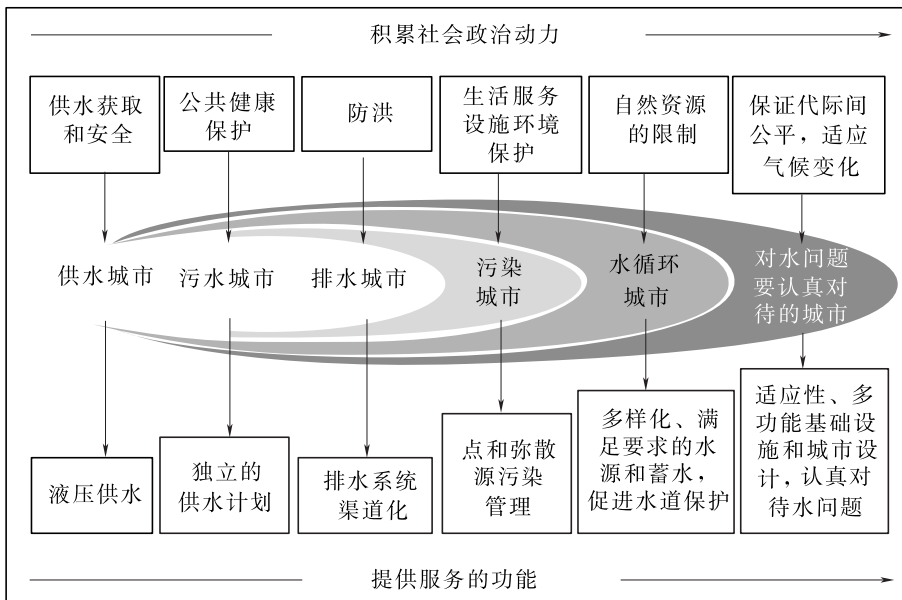 积累社会政治动力
供水获取
和安全
公共健康
保护
防洪
生活服务
设施环境
保护
自然资源
的限制
保证代际间
公平，适应
气候变化
供水城市
污水城市
排水城市
污染
城市
水循环
城市
对水问题
要认真对
待的城市
液压供水
独立的
供水计划
排水系统
渠道化
点和弥散
源污染
管理
多样化、满
足要求的水
源和蓄水，
促进水道保护
适应性、多
功能基础设
施和城市设
计，认真对
待水问题
提供服务的功能